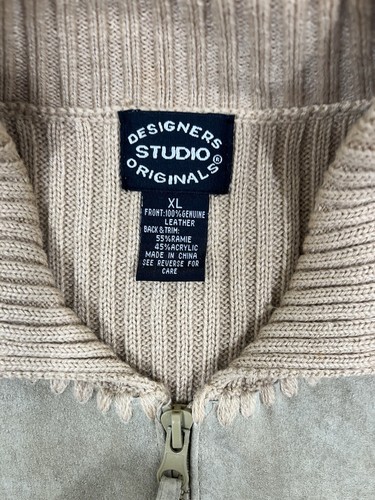 DESIGNERS
STUDIO
ORIGINALS®
XL
FRONT:100%GENUINE
LEATHER
BACK&TRIM:
55%RAMIE
45%ACRYLIC
MADE IN CHINA
SEE REVERSE FOR
CARE